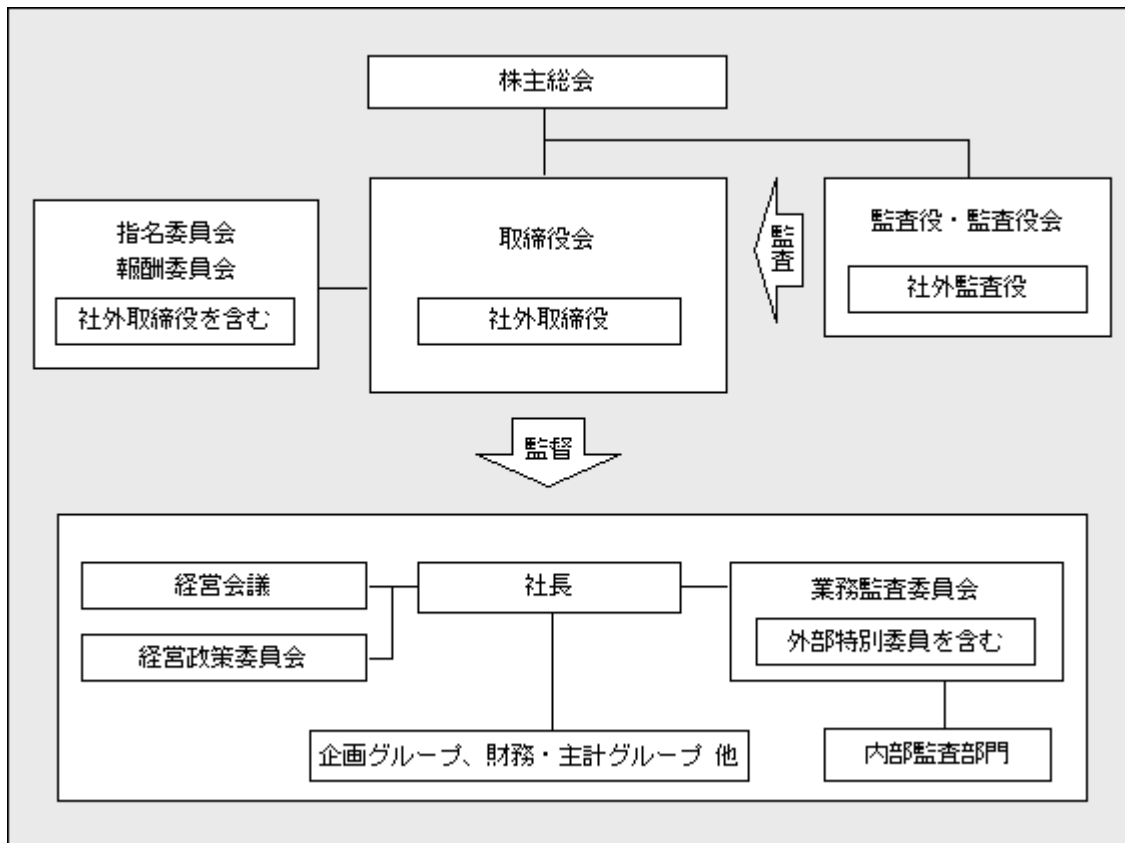 株主総会
指名委員会
報酬委員会
社外取締役を含む
取締役会
社外取締役
監査
監査役・監査役会
社外監査役
監督
経営会議
経営政策委員会
社長
業務監査委員会
外部特別委員を含む
企画グループ、財務・主計グループ 他
内部監査部門